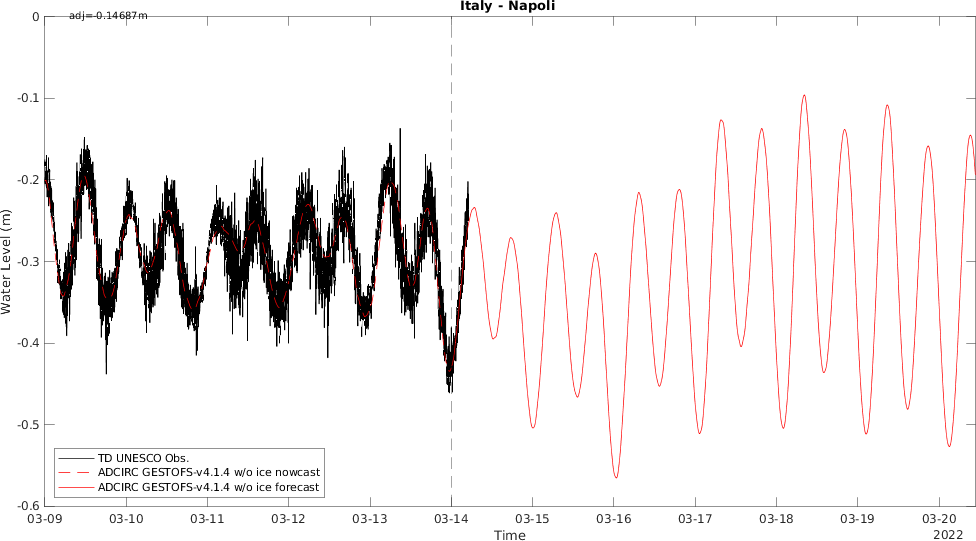 Italy - Napoli
adj=-0.14687m
0
-0.1
-0.2
-0.3
-0.4
-0.5
-0.6
Water Level (m)
TD UNESCO Obs.
ADCIRC GESTOFS-v4.1.4 w/o ice nowcast
ADCIRC GESTOFS-v4.1.4 w/o ice forecast
03-09 03-10 03-11 03-12 03-13 03-14 03-15 03-16 03-17 03-18 03-19 03-20
Time
2022